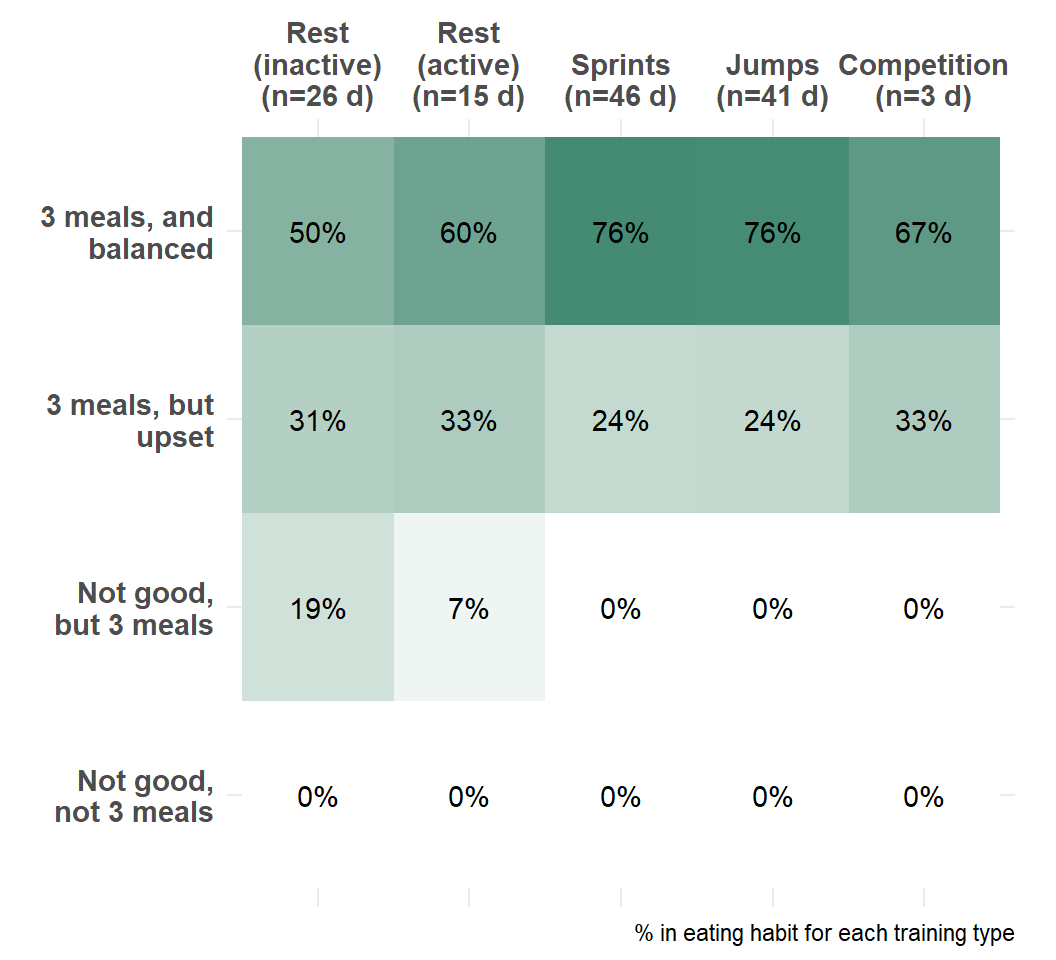 Rest
(inactive)
(n=26 d)
Rest
(active)
(n=15 d)
Sprints
(n=46 d)
Jumps
(n=41 d)
Competition
(n=3 d)
3 meals, and
balanced
50% 60% 76% 76% 67%
3 meals, but
upset
31% 33% 24% 24% 33%
Not good,
but 3 meals
19% 7% 0% 0% 0%
Not good,
not 3 meals
0% 0% 0% 0% 0%
% in eating habit for each training type